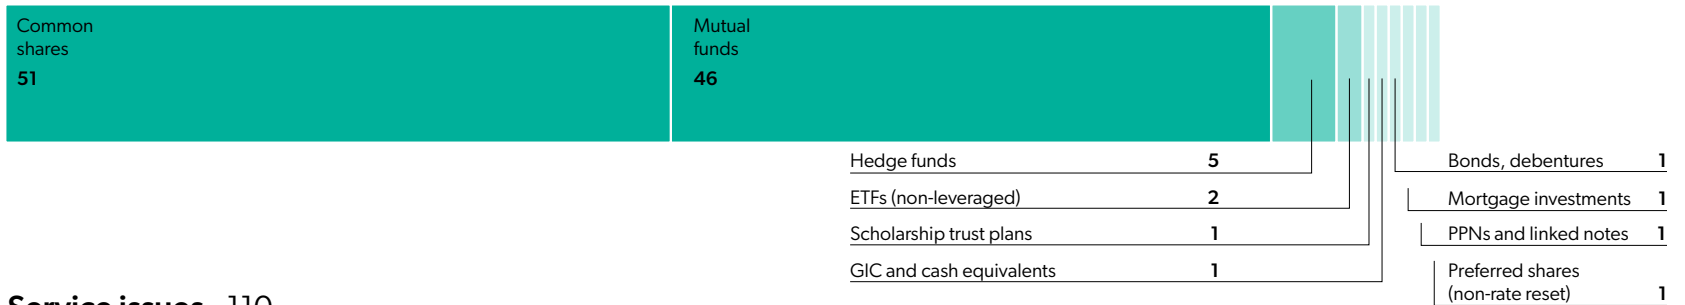 Common
shares
51
Mutual
funds
46
Hedge funds 5
ETFs (non-leveraged) 2
Scholarship trust plans 1
GIC and cash equivalents 1
Bonds, debentures 1
Mortgage investments 1
PPNs and linked notes 1
Preferred shares
(non-rate reset) 1
Service issues 110